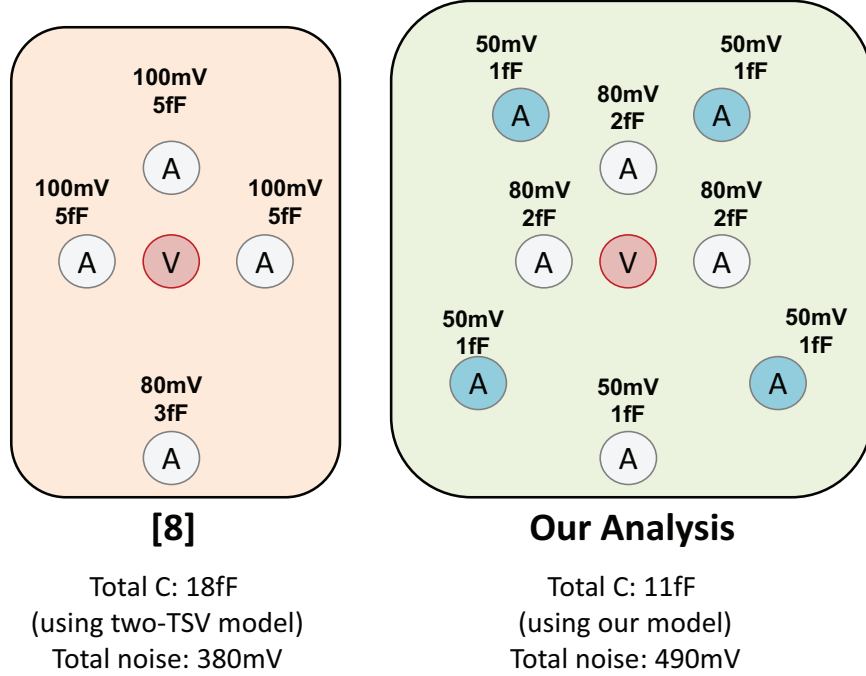 100mV
5fF
A
100mV
5fF
A
V
100mV
5fF
A
80mV
3fF
A
[8]
Total C: 18fF
(using two-TSV model)
Total noise: 380mV
50mV
1fF
A
50mV
1fF
A
80mV
2fF
A
80mV
2fF
A
V
80mV
2fF
A
50mV
1fF
A
50mV
1fF
A
50mV
1fF
A
Our Analysis
Total C: 11fF
(using our model)
Total noise: 490mV